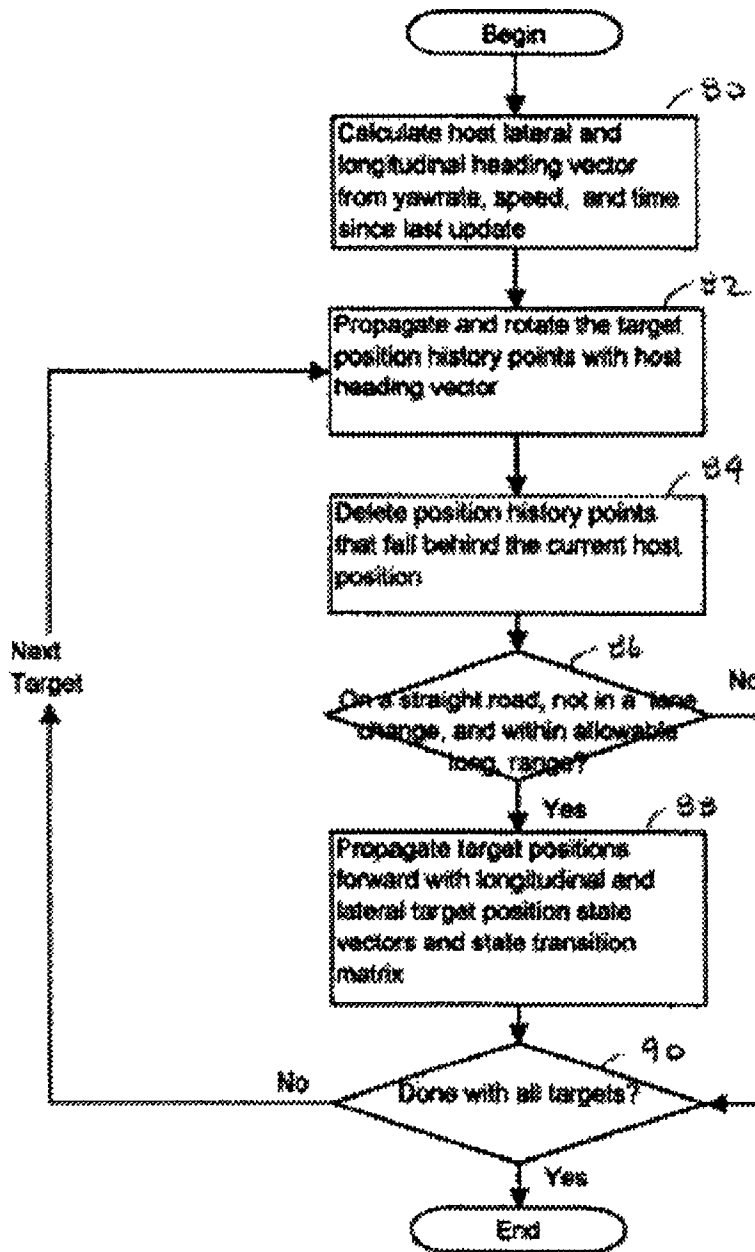 Begin
80
Calculate host lateral and
longitudinal heading vector
from yawrate, speed, and time
since last update
82
Propagate and rotate the target
position history points with host
heading vector
84
Delete position history points
that fall behind the current host
position
86
Next
Target
No
On a straight road, not in a lane
change, and within allowable
long. range?
Yes
88
Propagate target positions
forward with longitudinal and
lateral target position state
vectors and state transition
matrix
90
No
Done with all targets?
Yes
End